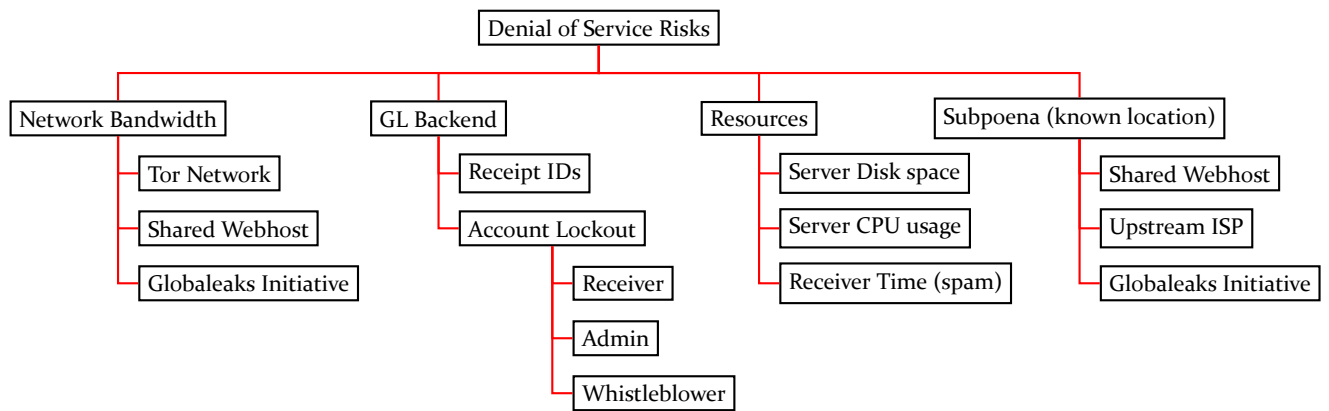 Denial of Service Risks
Network Bandwidth
Tor Network
Shared Webhost
Globaleaks Initiative
GL Backend
Receipt IDs
Account Lockout
Receiver
Admin
Whistleblower
Resources
Server Disk space
Server CPU usage
Receiver Time (spam)
Subpoena (known location)
Shared Webhost
Upstream ISP
Globaleaks Initiative